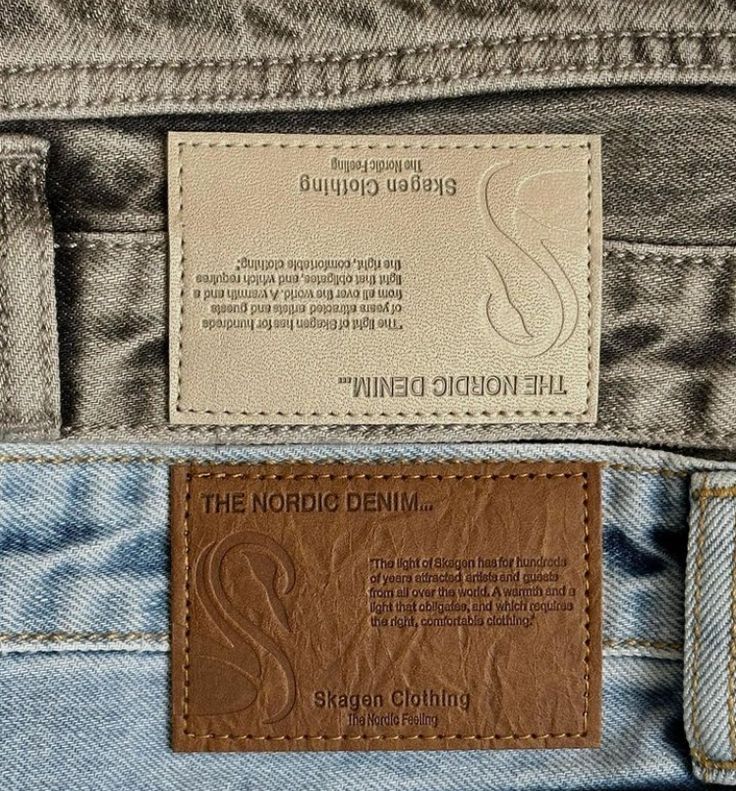 Skagen Clothing
The Nordic Feeling
"The light of Skagen has for hundreds
of years attracted artists and guests
from all over the world. A warmth and a
light that obligates, and which requires
the right, comfortable clothing."
THE NORDIC DENIM...
THE NORDIC DENIM...
"The light of Skagen has for hundreds
of years attracted artists and guests
from all over the world. A warmth and a
light that obligates, and which requires
the right, comfortable clothing."
Skagen Clothing
The Nordic Feeling